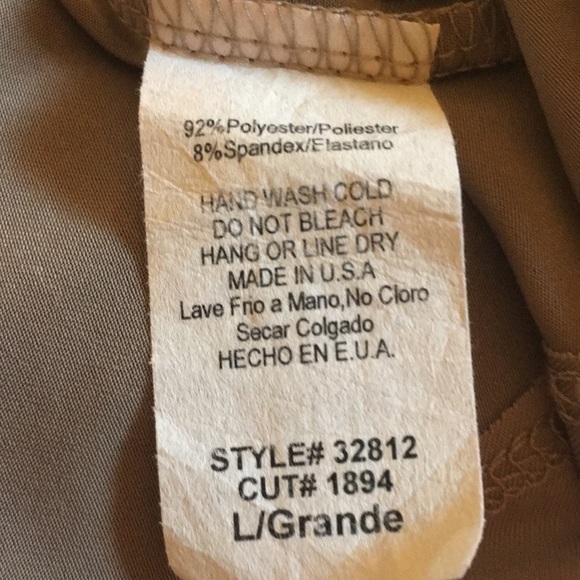 92%Polyester/Poliester
8%Spandex/Elastano
HAND WASH COLD
DO NOT BLEACH
HANG OR LINE DRY
MADE IN U.S.A
Lave Frio a Mano,No Cloro
Secar Colgado
HECHO EN E.U.A.
STYLE# 32812
CUT# 1894
L/Grande